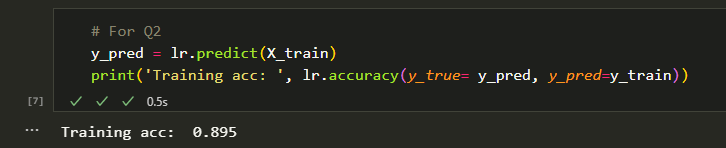 # For Q2
y_pred = lr.predict(X_train)
print('Training acc: ', lr.accuracy(y_true= y_pred, y_pred=y_train))
[7] ✓ ✓ ✓ 0.5s
... Training acc:  0.895